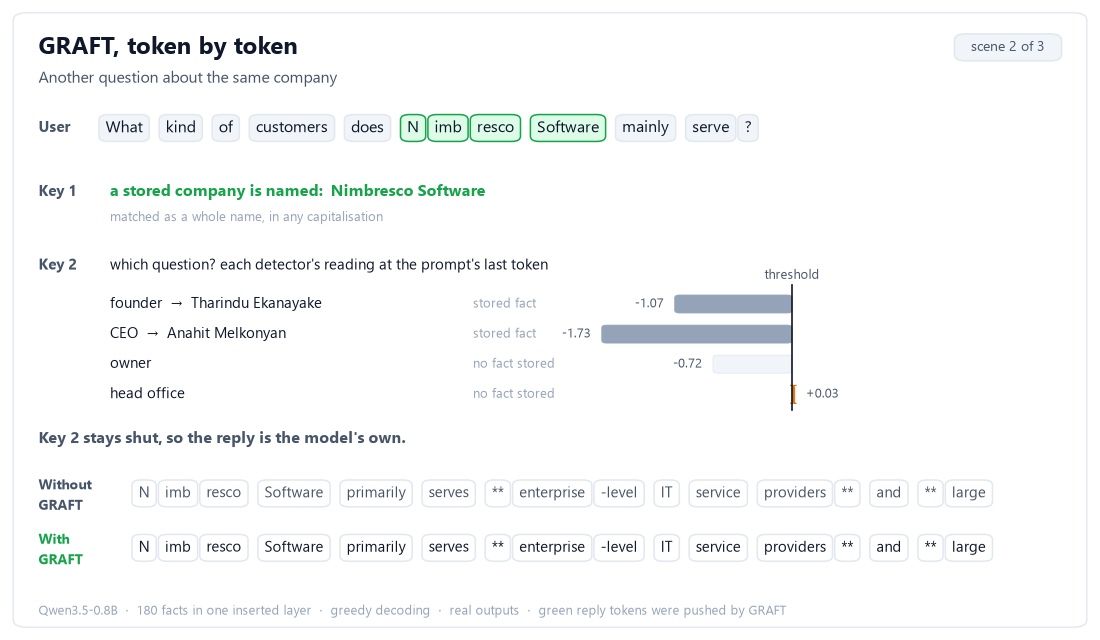 GRAFT, token by token
scene 2 of 3
Another question about the same company
User What kind of customers does N imb resco Software mainly serve ?
Key 1 a stored company is named: Nimbresco Software
matched as a whole name, in any capitalisation
Key 2 which question? each detector's reading at the prompt's last token
threshold
founder → Tharindu Ekanayake stored fact -1.07
CEO → Anahit Melkonyan stored fact -1.73
owner no fact stored -0.72
head office no fact stored +0.03
Key 2 stays shut, so the reply is the model's own.
Without GRAFT N imb resco Software primarily serves ** enterprise -level IT service providers ** and ** large
With GRAFT N imb resco Software primarily serves ** enterprise -level IT service providers ** and ** large
Qwen3.5-0.8B · 180 facts in one inserted layer · greedy decoding · real outputs · green reply tokens were pushed by GRAFT